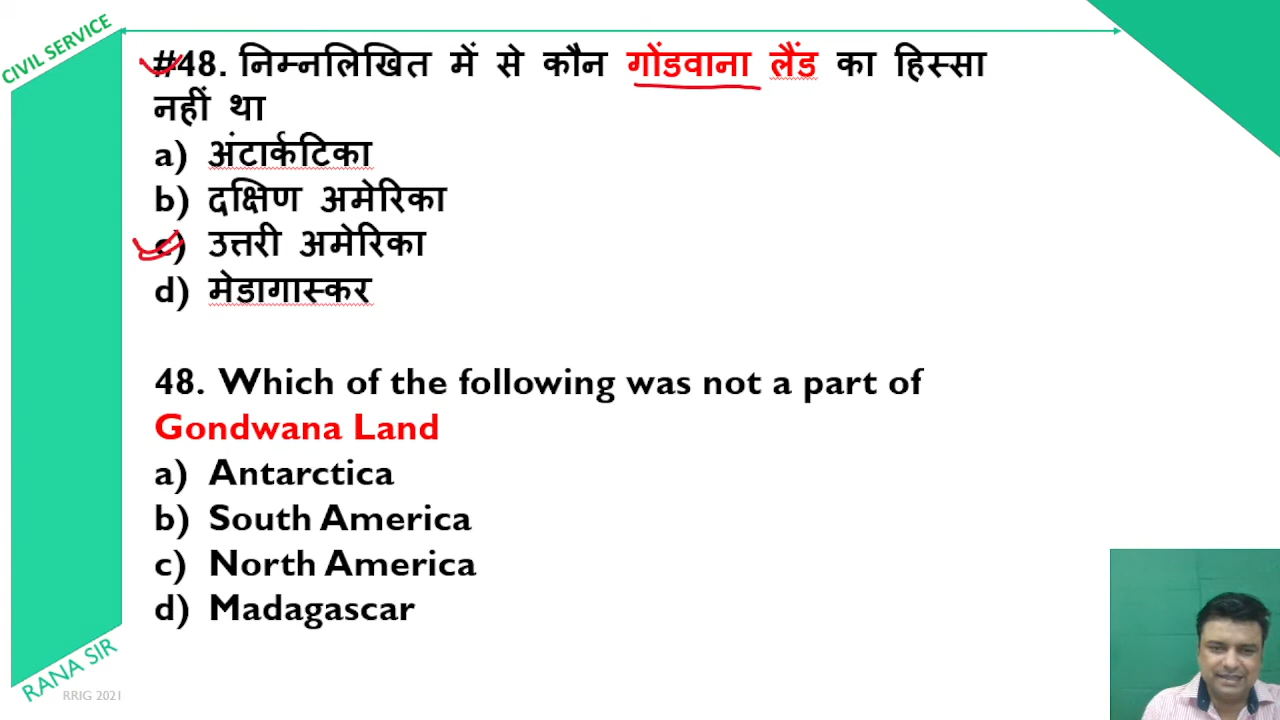 CIVIL SERVICE
#48. निम्नलिखित में से कौन गोंडवाना लैंड का हिस्सा
नहीं था
a) अंटार्कटिका
b) दक्षिण अमेरिका
c) उत्तरी अमेरिका
d) मेडागास्कर
48. Which of the following was not a part of
Gondwana Land
a) Antarctica
b) South America
c) North America
d) Madagascar
RANA SIR
RRIG 2021